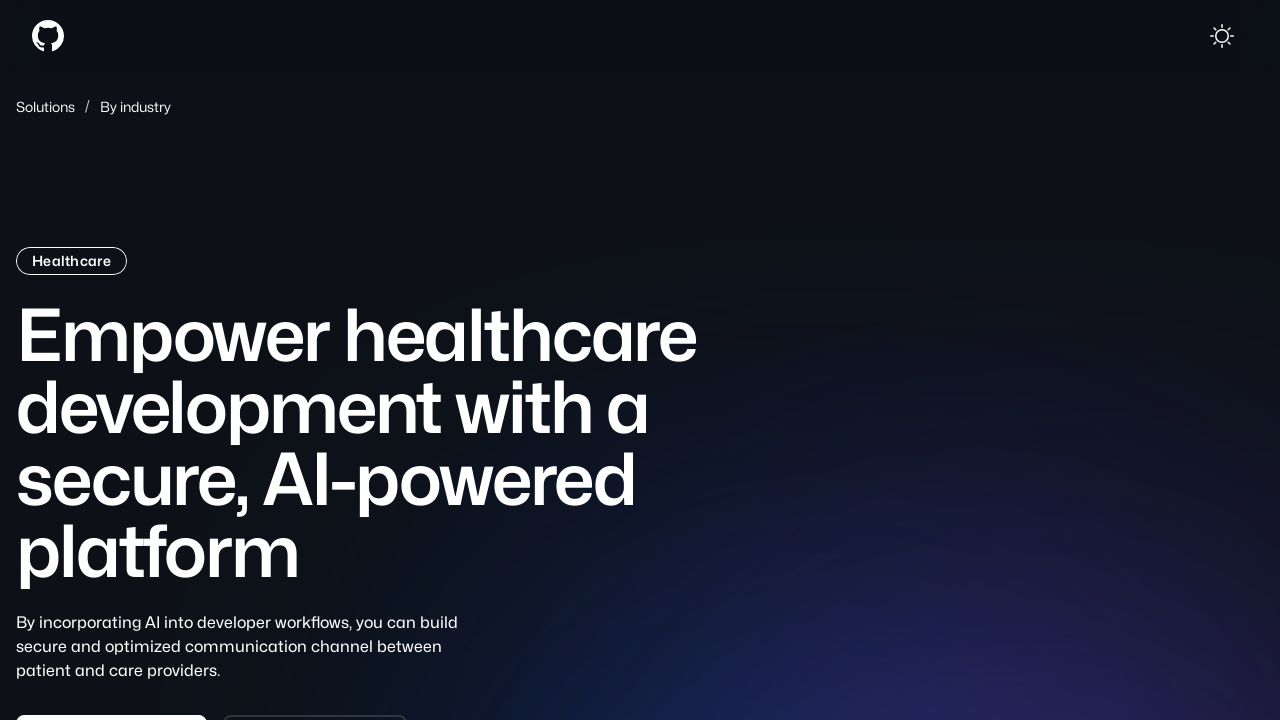 Solutions / By industry
Healthcare
Empower healthcare
development with a
secure, AI-powered
platform
By incorporating AI into developer workflows, you can build
secure and optimized communication channel between
patient and care providers.